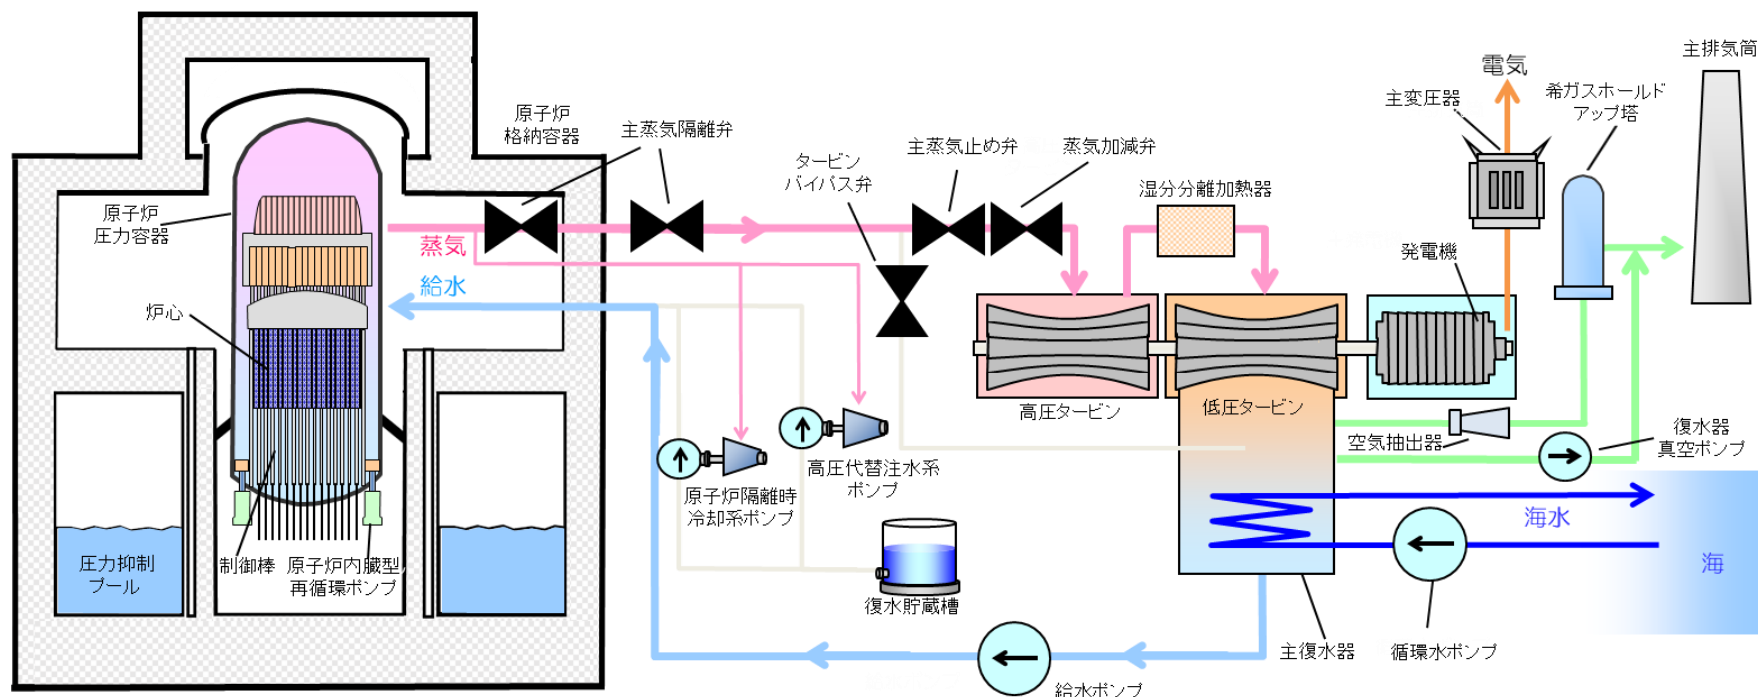 主排気筒
電気
希ガスホールド
アップ塔
主変圧器
原子炉
格納容器
主蒸気隔離弁
主蒸気止め弁
蒸気加減弁
タービン
バイパス弁
湿分分離加熱器
原子炉
圧力容器
蒸気
発電機
給水
炉心
高圧タービン
低圧タービン
空気抽出器
復水器
真空ポンプ
高圧代替注水系
ポンプ
原子炉隔離時
冷却系ポンプ
海水
圧力抑制
プール
制御棒
原子炉内臓型
再循環ポンプ
海
復水貯蔵槽
主復水器
循環水ポンプ
給水ポンプ